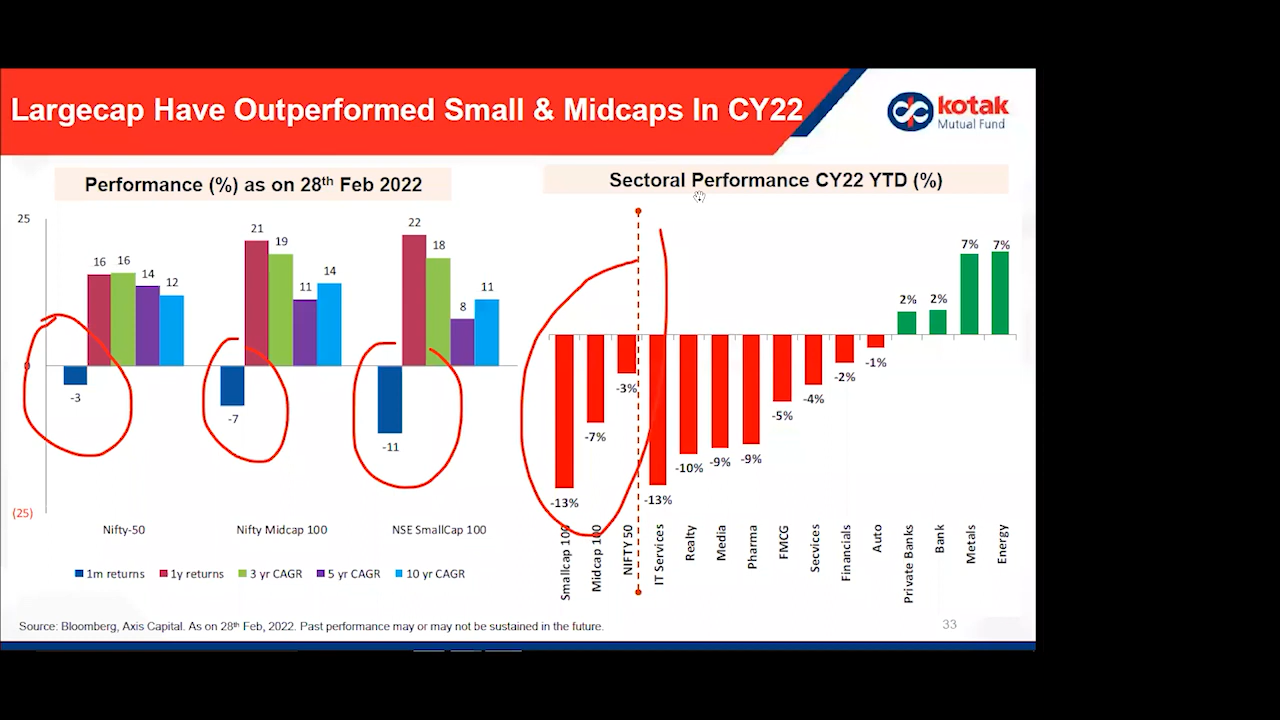 Largecap Have Outperformed Small & Midcaps In CY22
kotak
Mutual Fund
Performance (%) as on 28th Feb 2022
25
0
(25)
-3
16
16
14
12
-7
21
19
11
14
-11
22
18
8
11
Nifty-50
Nifty Midcap 100
NSE SmallCap 100
1m returns 1y returns 3 yr CAGR 5 yr CAGR 10 yr CAGR
Sectoral Performance CY22 YTD (%)
-13%
-7%
-3%
-13%
-10%
-9%
-9%
-5%
-4%
-2%
-1%
2%
2%
7%
7%
Smallcap 100
Midcap 100
NIFTY 50
IT Services
Realty
Media
Pharma
FMCG
Secvices
Financials
Auto
Private Banks
Bank
Metals
Energy
Source: Bloomberg, Axis Capital. As on 28th Feb, 2022. Past performance may or may not be sustained in the future.
33